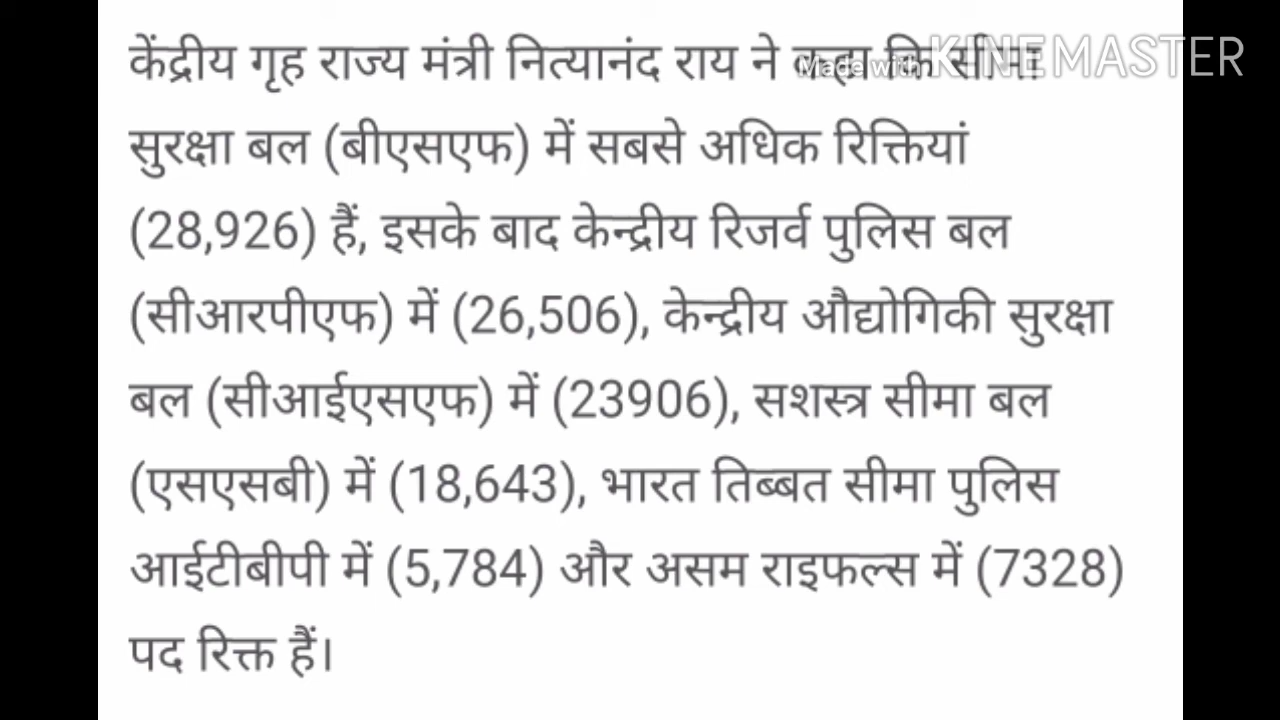 केंद्रीय गृह राज्य मंत्री नित्यानंद राय ने कहा कि सीमा
Made with KINEMASTER
सुरक्षा बल (बीएसएफ) में सबसे अधिक रिक्तियां
(28,926) हैं, इसके बाद केन्द्रीय रिजर्व पुलिस बल
(सीआरपीएफ) में (26,506), केन्द्रीय औद्योगिकी सुरक्षा
बल (सीआईएसएफ) में (23906), सशस्त्र सीमा बल
(एसएसबी) में (18,643), भारत तिब्बत सीमा पुलिस
आईटीबीपी में (5,784) और असम राइफल्स में (7328)
पद रिक्त हैं।